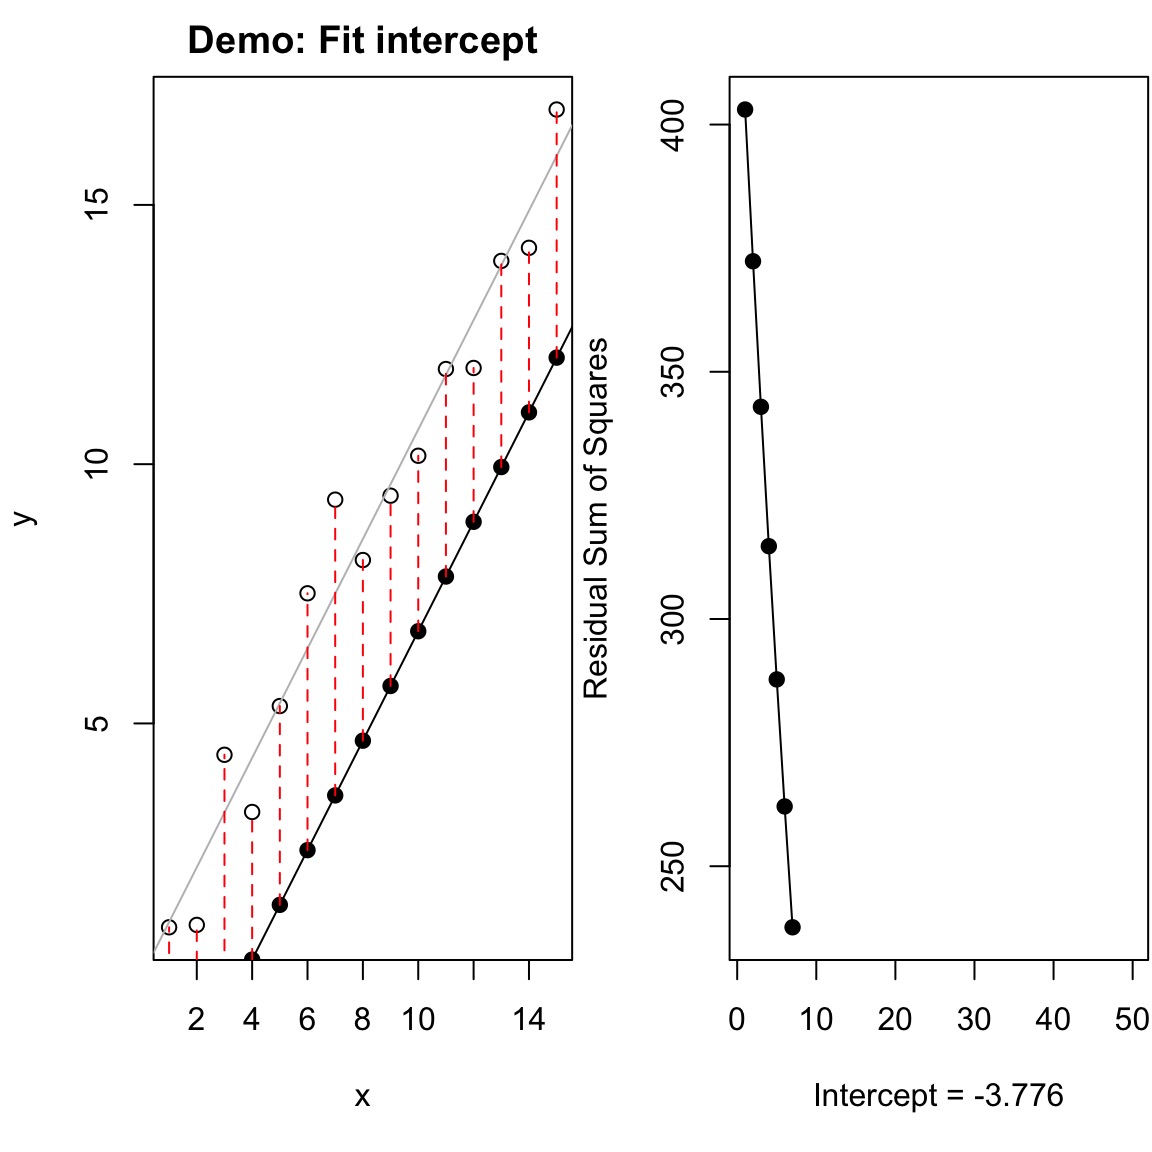 Demo: Fit intercept
y
5
10
15
2 4 6 8 10 14
x
Residual Sum of Squares
250
300
350
400
0 10 20 30 40 50
Intercept = -3.776